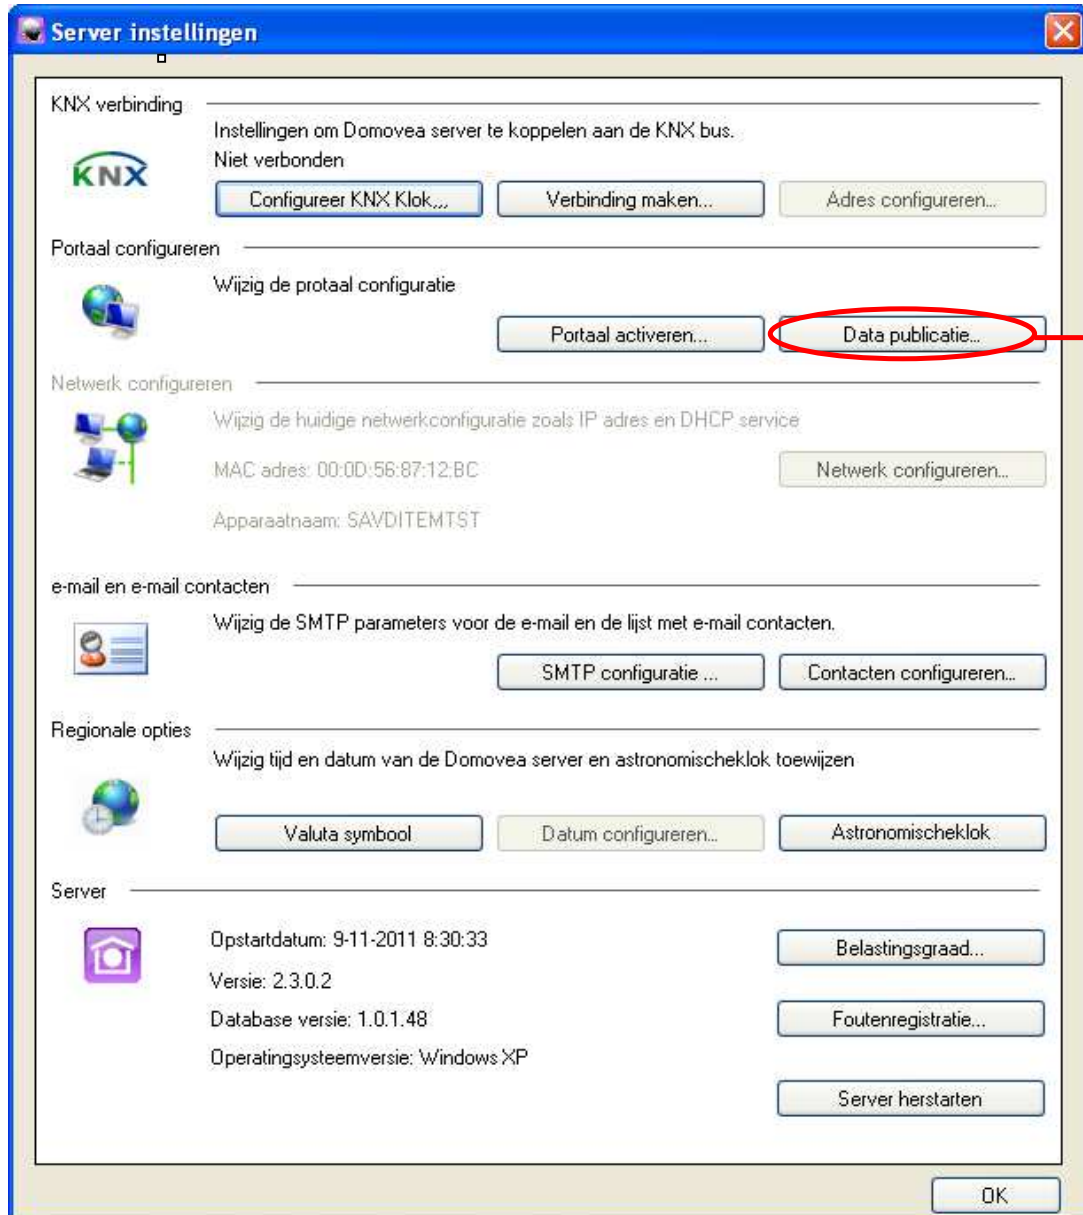 Server instellingen
KNX verbinding
Instellingen om Domovea server te koppelen aan de KNX bus.
Niet verbonden
KNX
Configureer KNX Klok,,, Verbinding maken... Adres configureren...
Portaal configureren
Wijzig de protaal configuratie
Portaal activeren... Data publicatie...
Netwerk configureren
Wijzig de huidige netwerkconfiguratie zoals IP adres en DHCP service
MAC adres: 00:0D:56:87:12:BC Netwerk configureren...
Apparaatnaam: SAVDITEMTST
e-mail en e-mail contacten
Wijzig de SMTP parameters voor de e-mail en de lijst met e-mail contacten.
SMTP configuratie ... Contacten configureren...
Regionale opties
Wijzig tijd en datum van de Domovea server en astronomischeklok toewijzen
Valuta symbool Datum configureren... Astronomischeklok
Server
Opstartdatum: 9-11-2011 8:30:33 Belastingsgraad...
Versie: 2.3.0.2
Database versie: 1.0.1.48 Foutenregistratie...
Operatingsysteemversie: Windows XP
Server herstarten
OK